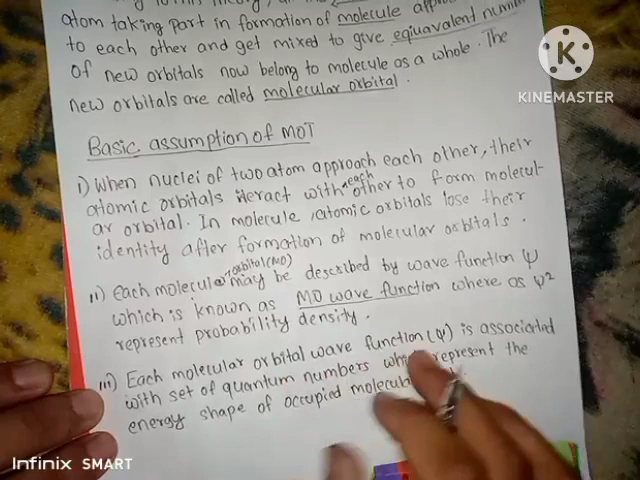 atom taking part in formation of molecule
to each other and get mixed to give equivalent
of new orbitals now belong to molecule as a whole. The
new orbitals are called molecular orbital.
Basic assumption of MOT
i) When nuclei of two atom approach each other, their
atomic orbitals iteract with each other to form molecul-
ar orbital. In molecule, atomic orbitals lose their
identity after formation of molecular orbitals.
ii) Each molecular orbital (MO) may be described by wave function ψ
which is known as MO wave function where as ψ²
represent probability density.
iii) Each molecular orbital wave function (ψ) is associated
with set of quantum numbers which represent the
energy shape of occupied
K
KINEMASTER
Infinix SMART